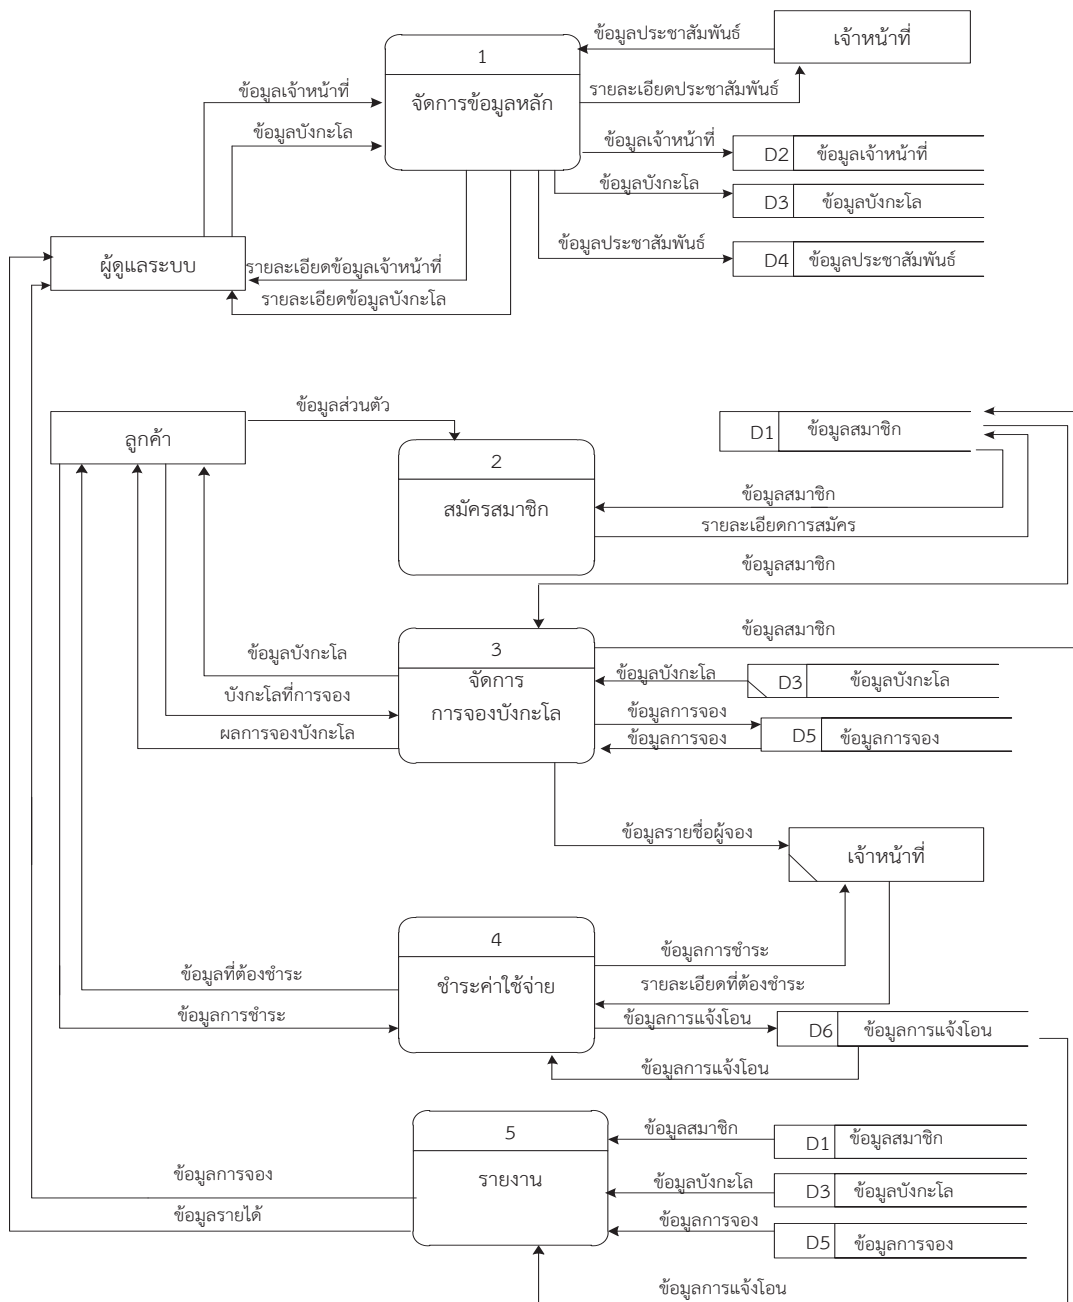 ข้อมูลประชาสัมพันธ์
เจ้าหน้าที่
1
จัดการข้อมูลหลัก
รายละเอียดประชาสัมพันธ์
ข้อมูลเจ้าหน้าที่
ข้อมูลบังกะโล
ข้อมูลเจ้าหน้าที่
D2
ข้อมูลเจ้าหน้าที่
ข้อมูลบังกะโล
D3
ข้อมูลบังกะโล
ข้อมูลประชาสัมพันธ์
D4
ข้อมูลประชาสัมพันธ์
ผู้ดูแลระบบ
รายละเอียดข้อมูลเจ้าหน้าที่
รายละเอียดข้อมูลบังกะโล
ข้อมูลส่วนตัว
ลูกค้า
D1
ข้อมูลสมาชิก
2
สมัครสมาชิก
ข้อมูลสมาชิก
รายละเอียดการสมัคร
ข้อมูลสมาชิก
ข้อมูลสมาชิก
3
จัดการ
การจองบังกะโล
ข้อมูลบังกะโล
บังกะโลที่การจอง
ผลการจองบังกะโล
ข้อมูลบังกะโล
D3
ข้อมูลบังกะโล
ข้อมูลการจอง
ข้อมูลการจอง
D5
ข้อมูลการจอง
ข้อมูลรายชื่อผู้จอง
เจ้าหน้าที่
4
ชำระค่าใช้จ่าย
ข้อมูลการชำระ
รายละเอียดที่ต้องชำระ
ข้อมูลที่ต้องชำระ
ข้อมูลการชำระ
ข้อมูลการแจ้งโอน
D6
ข้อมูลการแจ้งโอน
ข้อมูลการแจ้งโอน
5
รายงาน
ข้อมูลสมาชิก
D1
ข้อมูลสมาชิก
ข้อมูลการจอง
ข้อมูลบังกะโล
D3
ข้อมูลบังกะโล
ข้อมูลรายได้
ข้อมูลการจอง
D5
ข้อมูลการจอง
ข้อมูลการแจ้งโอน